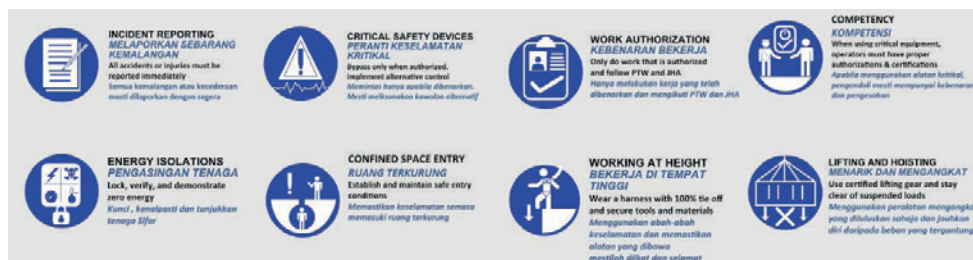 INCIDENT REPORTING
MELAPORKAN SEBARANG
KEMALANGAN
All accidents or injuries must be
reported immediately
Semua kemalangan atau kecederaan
mesti dilaporkan dengan segera
CRITICAL SAFETY DEVICES
PERANTI KESELAMATAN
KRITIKAL
Bypass only when authorized.
Implement alternative control
Memintas hanya apabila dibenarkan.
Mesti melksanakan kawalan alternatif
WORK AUTHORIZATION
KEBENARAN BEKERJA
Only do work that is authorized
and follow PTW and JHA
Hanya melakukan kerja yang telah
dibenarkan dan mengikuti PTW dan JHA
COMPETENCY
KOMPETENSI
When using critical equipment,
operators must have proper
authorizations & certifications
Apabila menggunakan alatan kritikal,
pengendali mesti mempunyai kebenaran
dan pengesahan
ENERGY ISOLATIONS
PENGASINGAN TENAGA
Lock, verify, and demonstrate
zero energy
Kunci , kenalpasti dan tunjukkan
tenaga Sifar
CONFINED SPACE ENTRY
RUANG TERKURUNG
Establish and maintain safe entry
conditions
Memastikan keselamatan semasa
memasuki ruang terkurung
WORKING AT HEIGHT
BEKERJA DI TEMPAT
TINGGI
Wear a harness with 100% tie off
and secure tools and materials
Menggunakan abah-abah
keselamatan dan memastikan
alatan yang dibawa
mestilah diikat dan selamat
LIFTING AND HOISTING
MENARIK DAN MENGANGKAT
Use certified lifting gear and stay
clear of suspended loads
Menggunakan peralatan mengangka
yang diluluskan sahaja dan jauhkan
diri daripada beban yang tergantung